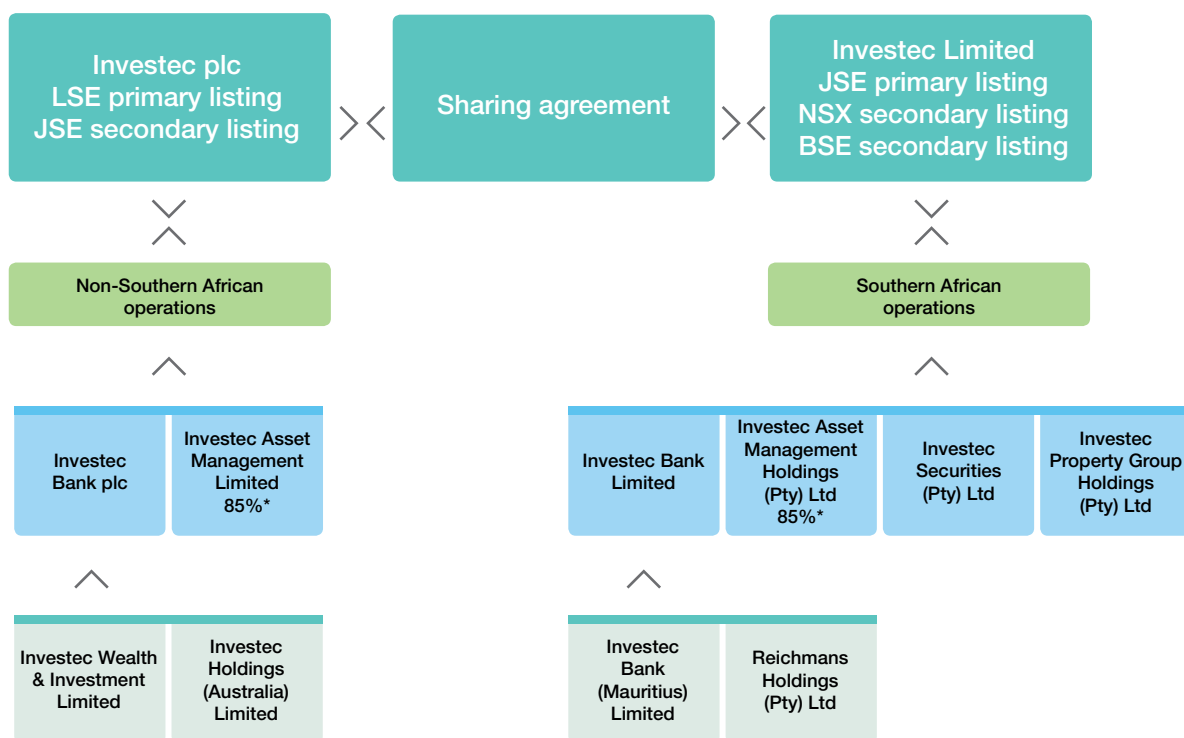 Investec plc
LSE primary listing
JSE secondary listing
Sharing agreement
Investec Limited
JSE primary listing
NSX secondary listing
BSE secondary listing
Non-Southern African
operations
Southern African
operations
Investec
Bank plc
Investec Asset
Management
Limited
85%*
Investec Bank
Limited
Investec Asset
Management
Holdings
(Pty) Ltd
85%*
Investec
Securities
(Pty) Ltd
Investec
Property Group
Holdings
(Pty) Ltd
Investec Wealth
& Investment
Limited
Investec
Holdings
(Australia)
Limited
Investec
Bank
(Mauritius)
Limited
Reichmans
Holdings
(Pty) Ltd